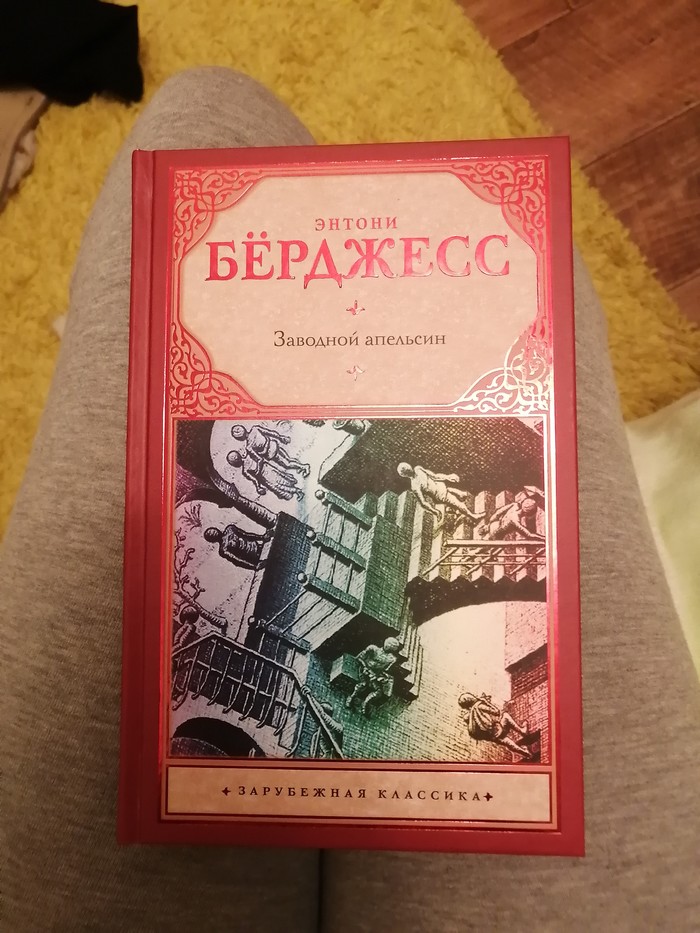 ЭНТОНИ
БЁРДЖЕСС
Заводной апельсин
ЗАРУБЕЖНАЯ КЛАССИКА